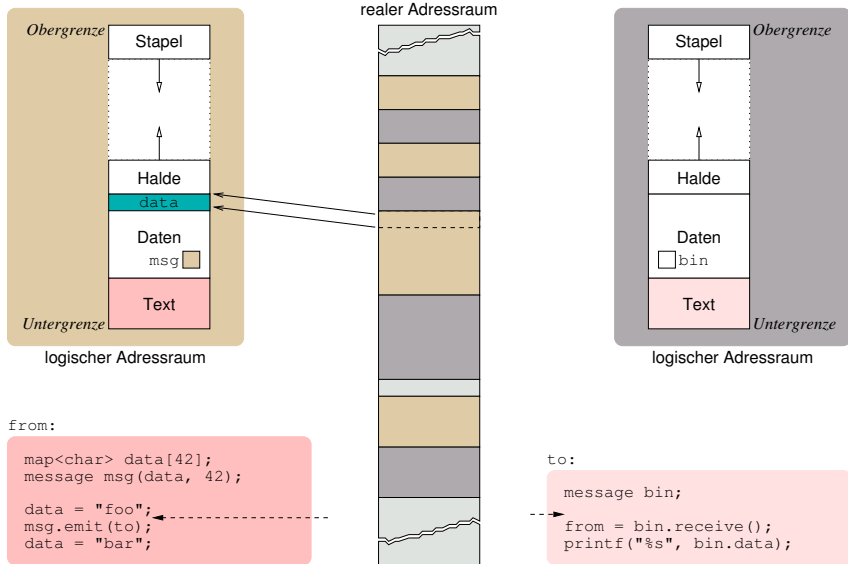 realer Adressraum
Obergrenze
Stapel
Halde
data
Daten
msg
Text
Untergrenze
logischer Adressraum
Stapel
Obergrenze
Halde
Daten
bin
Text
Untergrenze
logischer Adressraum
from:
map<char> data[42];
message msg(data, 42);
data = "foo";
msg.emit(to);
data = "bar";
to:
message bin;
from = bin.receive();
printf("%s", bin.data);